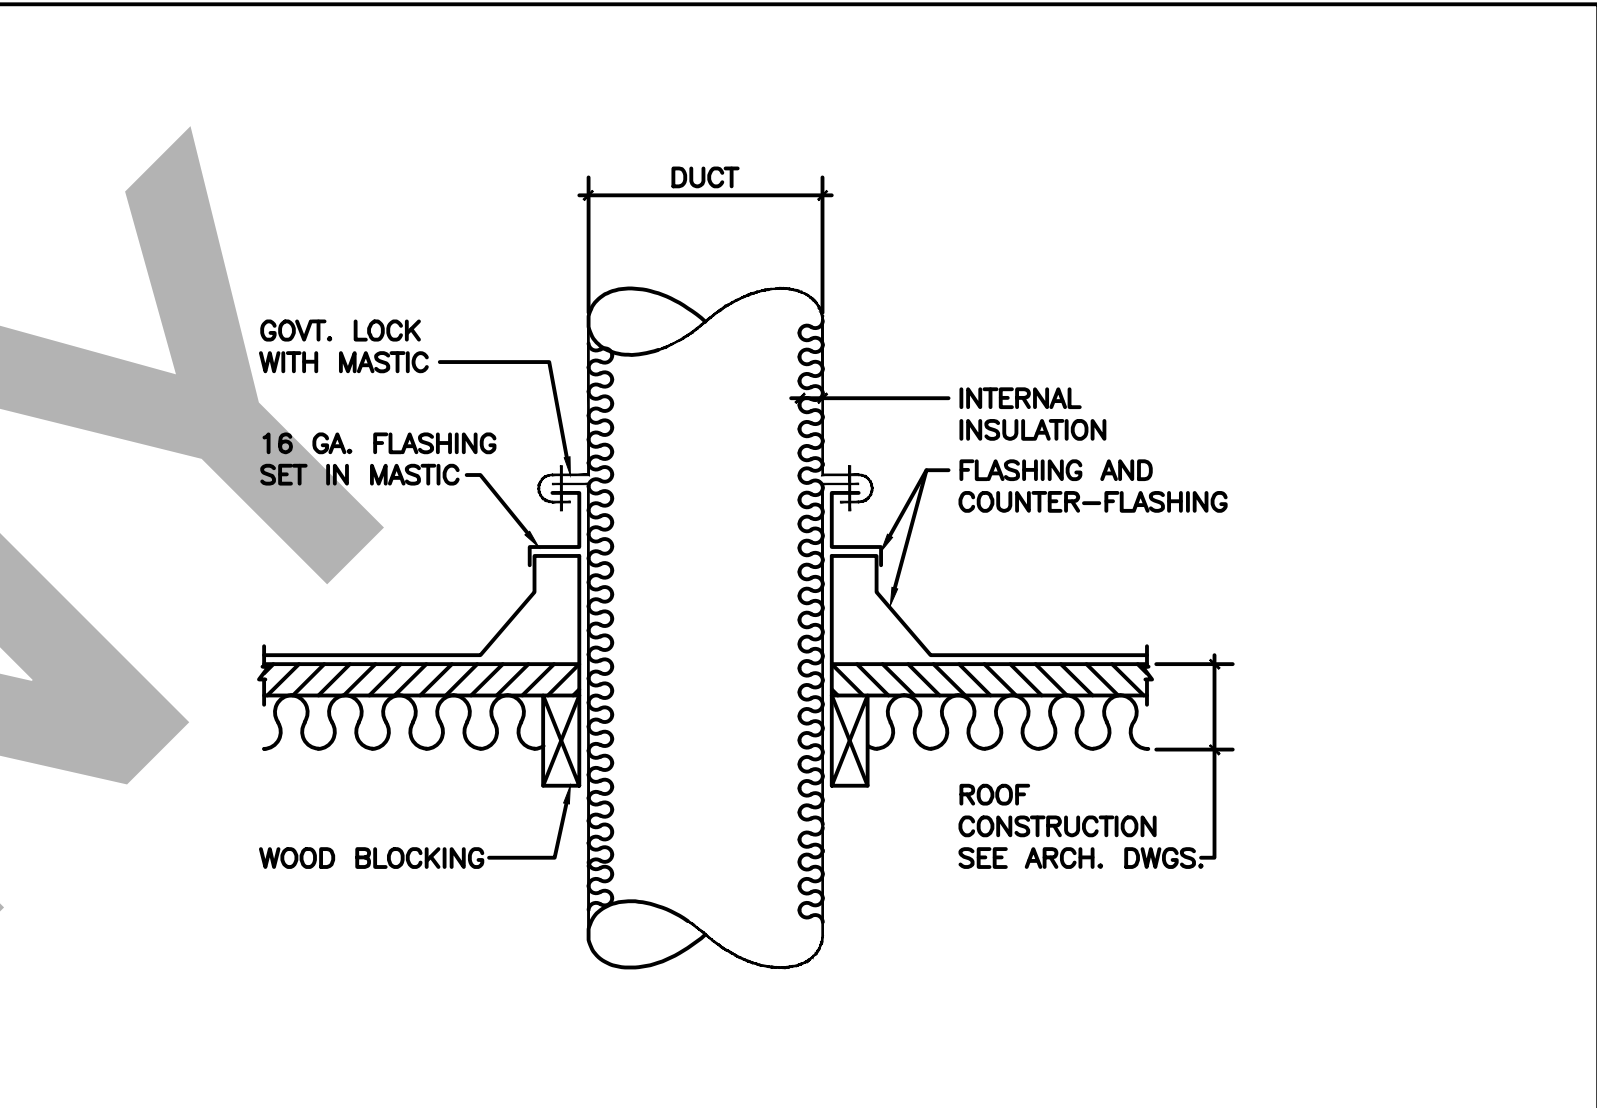 DUCT
GOVT. LOCK
WITH MASTIC
16 GA. FLASHING
SET IN MASTIC
INTERNAL
INSULATION
FLASHING AND
COUNTER-FLASHING
WOOD BLOCKING
ROOF
CONSTRUCTION
SEE ARCH. DWGS.